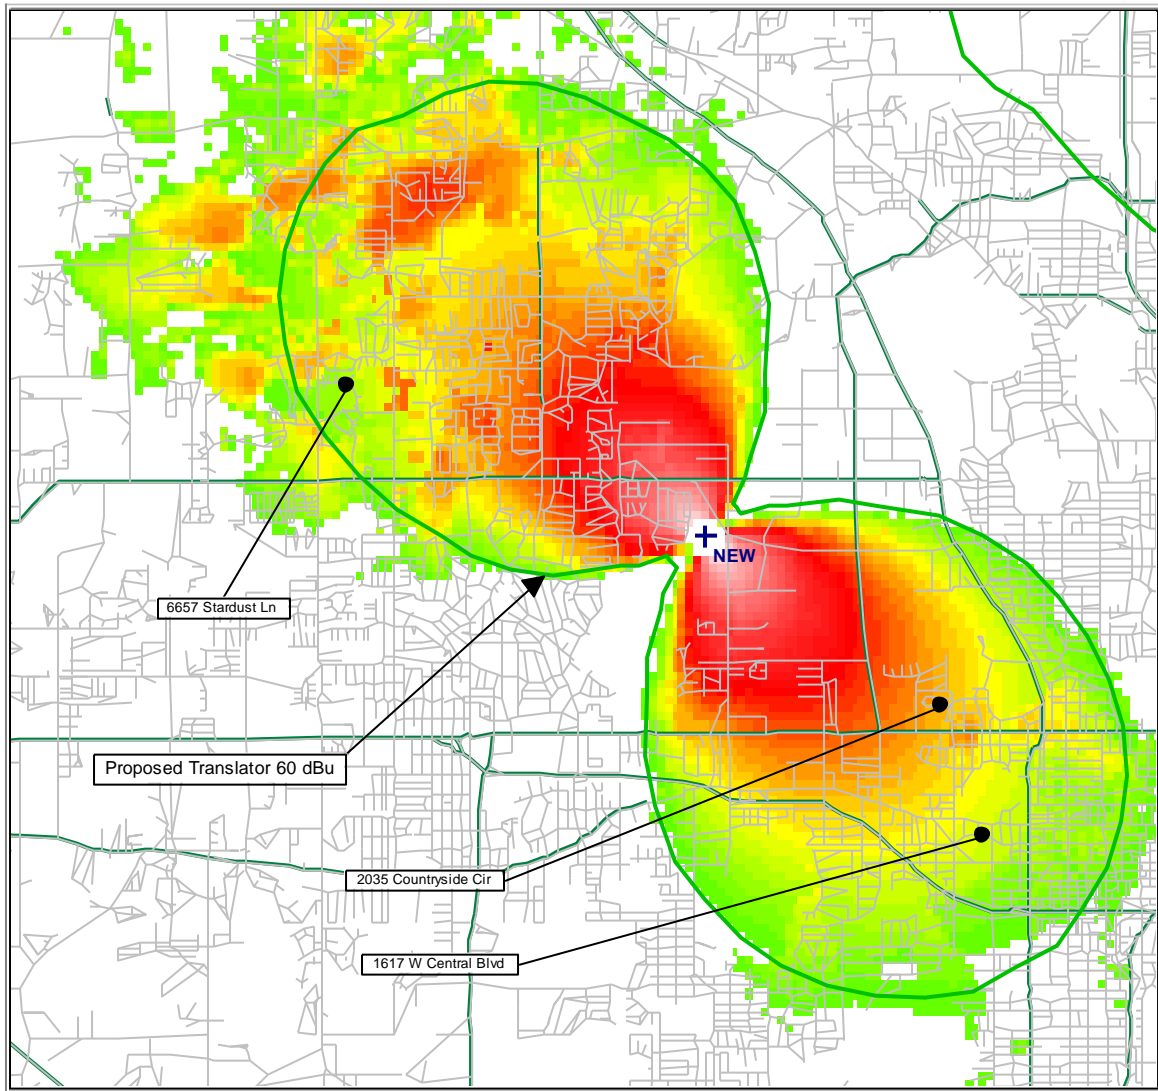 NEW
6657 Stardust Ln
Proposed Translator 60 dBu
2035 Countryside Cir
1617 W Central Blvd